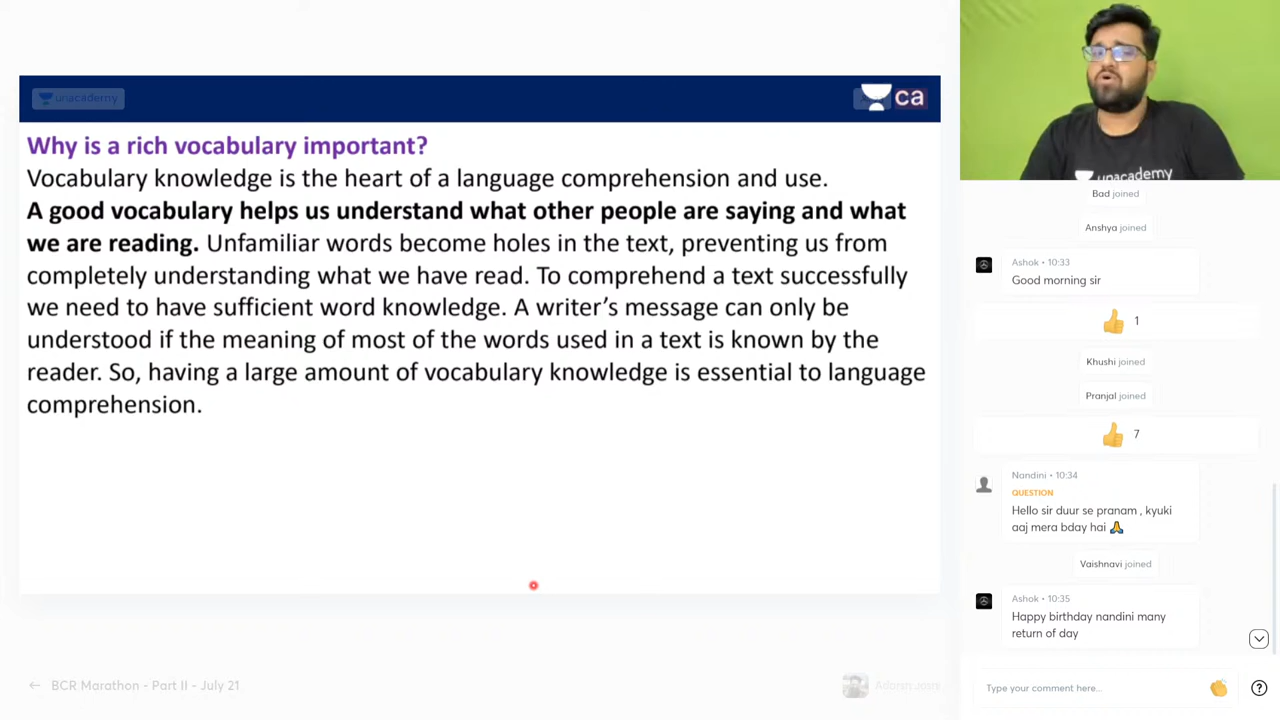 unacademy
ca
Why is a rich vocabulary important?
Vocabulary knowledge is the heart of a language comprehension and use.
A good vocabulary helps us understand what other people are saying and what
we are reading. Unfamiliar words become holes in the text, preventing us from
completely understanding what we have read. To comprehend a text successfully
we need to have sufficient word knowledge. A writer’s message can only be
understood if the meaning of most of the words used in a text is known by the
reader. So, having a large amount of vocabulary knowledge is essential to language
comprehension.
BCR Marathon - Part II - July 21
unacademy
Bad joined
Anshya joined
Ashok • 10:33
Good morning sir
1
Khushi joined
Pranjal joined
7
Nandini • 10:34
QUESTION
Hello sir duur se pranam , kyuki
aaj mera bday hai 🙏
Vaishnavi joined
Ashok • 10:35
Happy birthday nandini many
return of day
Type your comment here...